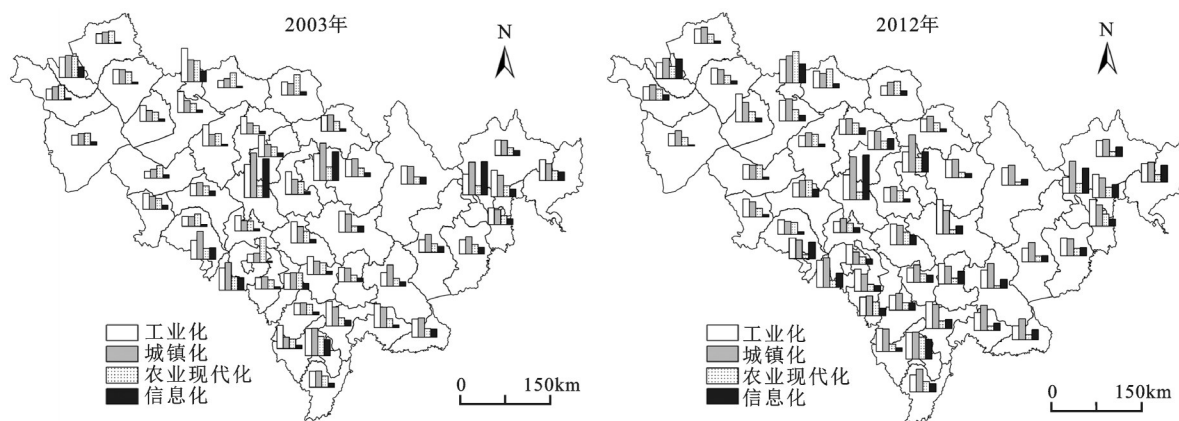 2003年
N
工业化
城镇化
农业现代化
信息化
0 150km
2012年
N
工业化
城镇化
农业现代化
信息化
0 150km